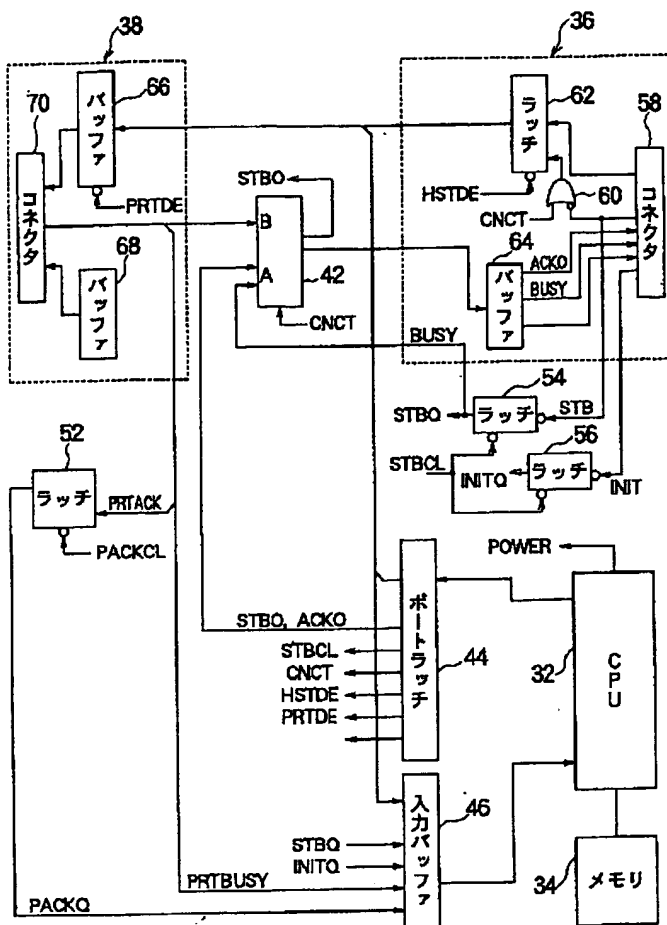 38
36
70
バッファ
66
ラッチ
62
58
コネクタ
PRTDE
STBO
HSTDE
60
コネクタ
CNCT
B
A
42
64
バッファ
ACKO
BUSY
68
バッファ
CNCT
BUSY
54
STBQ
ラッチ
STB
52
ラッチ
STBCL
56
INITQ
ラッチ
INIT
PRTACK
PACKCL
POWER
ポートラッチ
44
STBO, ACKO
STBCL
CNCT
HSTDE
PRTDE
32
CPU
入力バッファ
46
STBQ
INITQ
PRTBUSY
PACKQ
34
メモリ